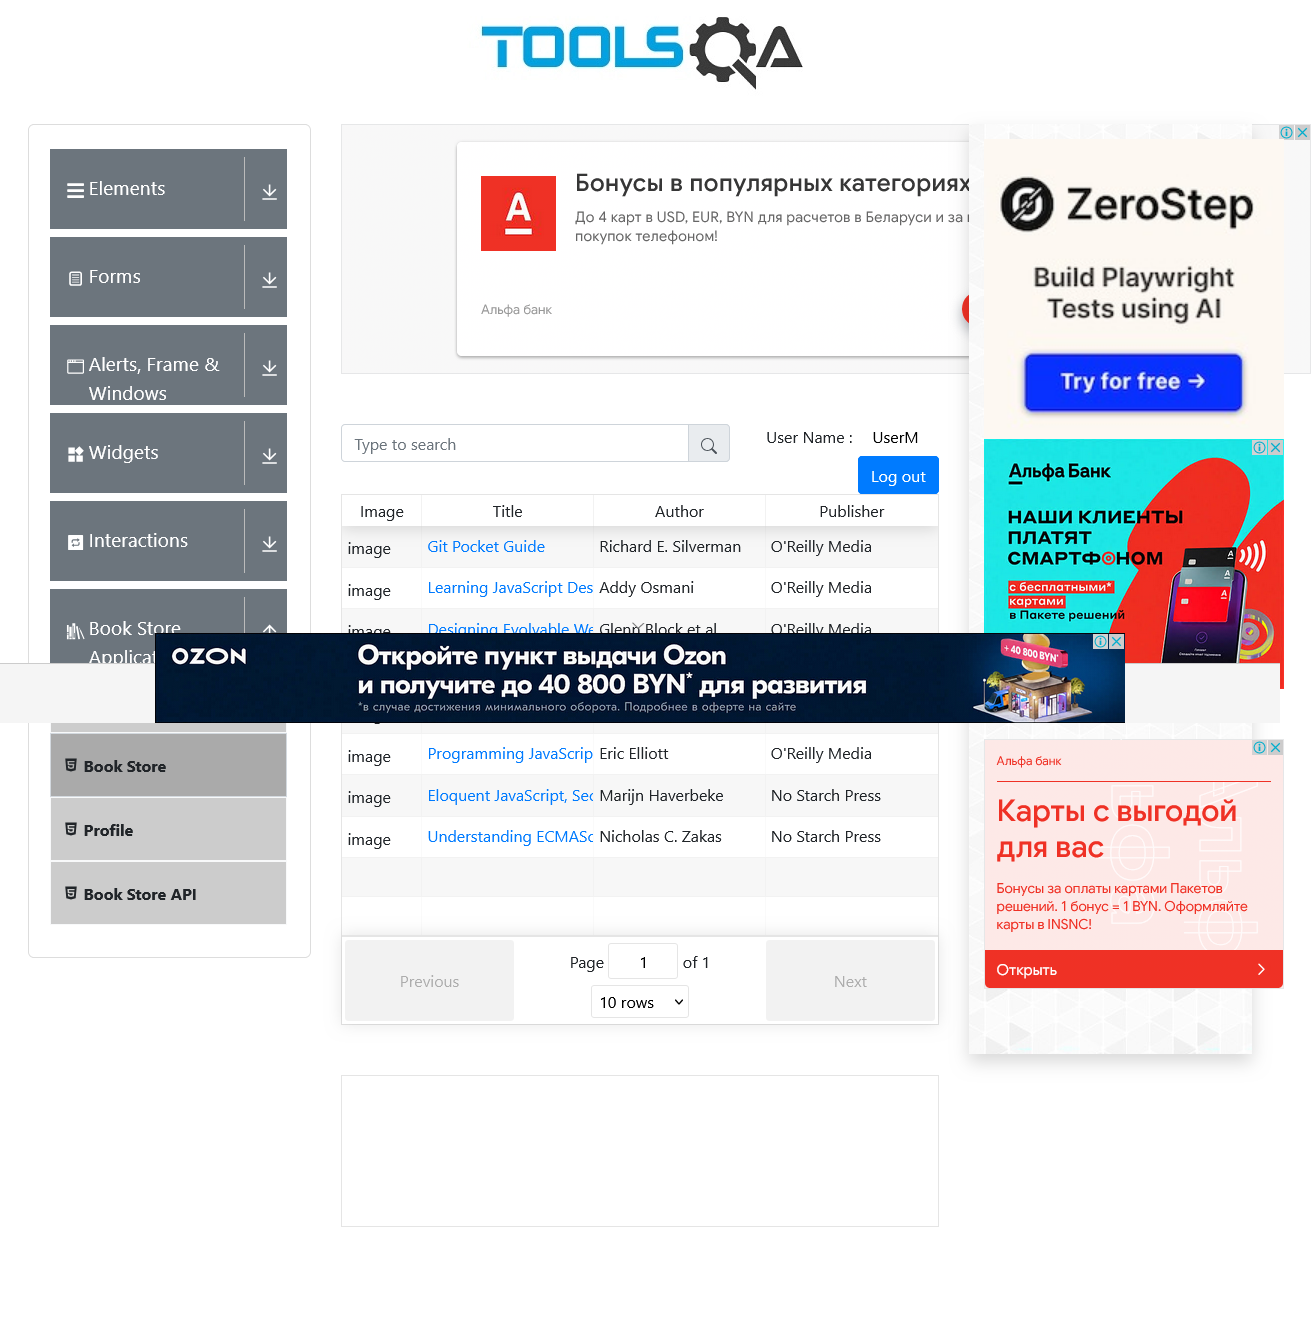 TOOLSQA
Elements
Forms
Alerts, Frame &
Windows
Widgets
Interactions
Book Store
Book Store
Profile
Book Store API
Бонусы в популярных категориях
До 4 карт в USD, EUR, BYN для расчетов в Беларуси и за
покупок телефоном!
Альфа банк
Type to search
User Name : UserM
Log out
Image Title Author Publisher
image Git Pocket Guide Richard E. Silverman O'Reilly Media
image Learning JavaScript Des Addy Osmani O'Reilly Media
image Designing Evolvable We Glenn Block et al. O'Reilly Media
OZON
Откройте пункт выдачи Ozon
и получите до 40 800 BYN* для развития
*в случае достижения минимального оборота. Подробнее в оферте на сайте
+ 40 800 BYN*
image Programming JavaScrip Eric Elliott O'Reilly Media
image Eloquent JavaScript, Sec Marijn Haverbeke No Starch Press
image Understanding ECMASc Nicholas C. Zakas No Starch Press
Previous
Page 1 of 1
10 rows
Next
ZeroStep
Build Playwright
Tests using AI
Try for free →
Альфа Банк
НАШИ КЛИЕНТЫ
ПЛАТЯТ
СМАРТФОНОМ
с бесплатными*
картами
в Пакете решений
Альфа банк
Карты с выгодой
для вас
Бонусы за оплаты картами Пакетов
решений. 1 бонус = 1 BYN. Оформляйте
карты в INSNC!
Открыть